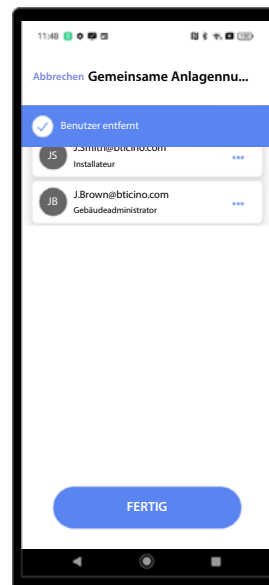 11:48
Abbrechen Gemeinsame Anlagennu...
Benutzer entfernt
JS
J.Smith@bticino.com
Installateur
JB
J.Brown@bticino.com
Gebäudeadministrator
FERTIG